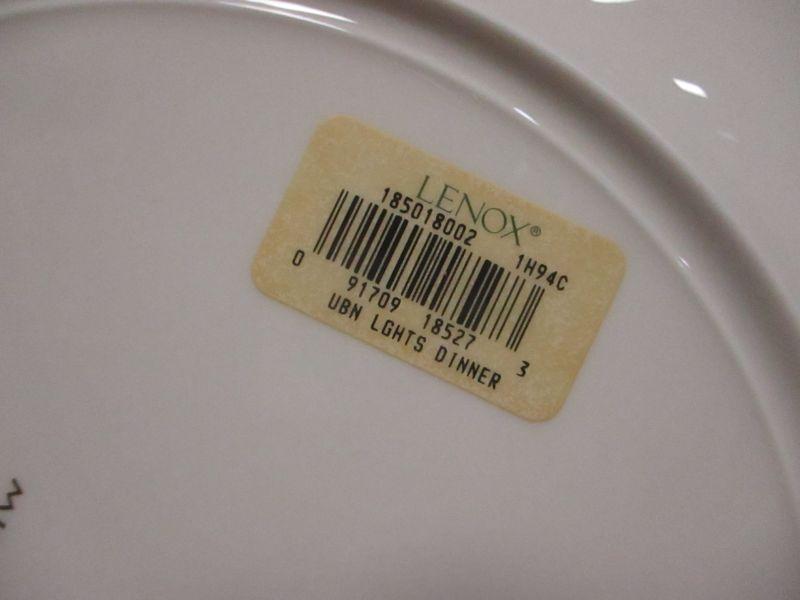 LENOX®
185018002 1H94C
0 91709 18527 3
UBN LGHTS DINNER